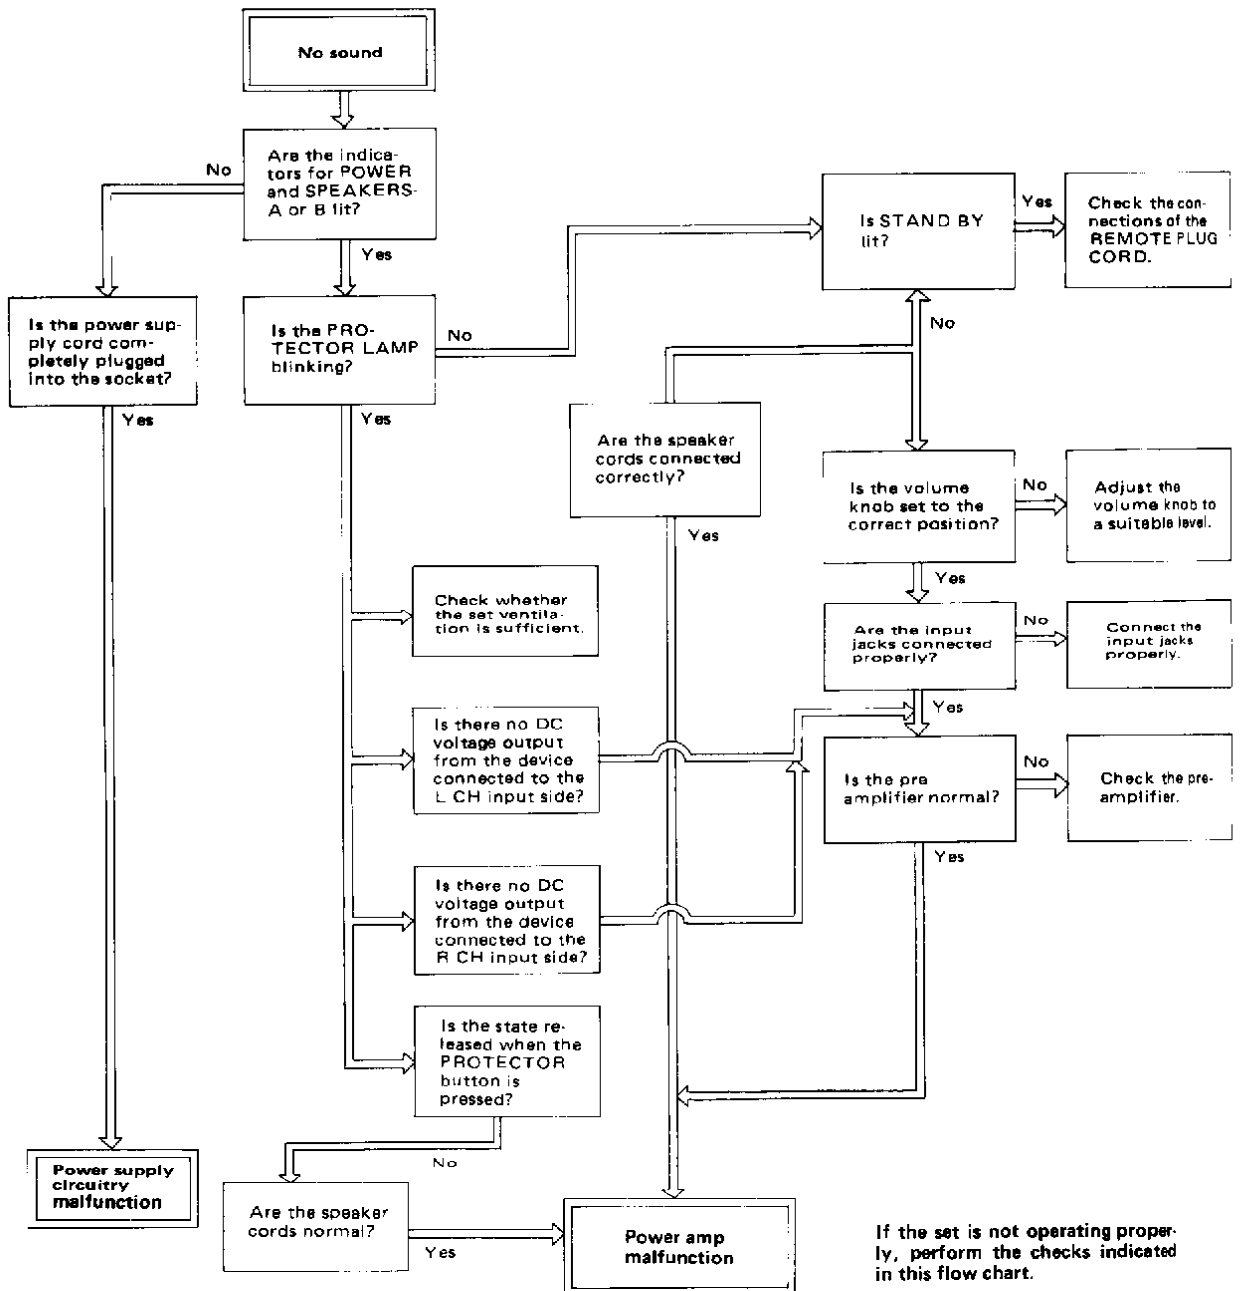 No sound
Are the indica-
tors for POWER
and SPEAKERS-
A or B lit?
No
Yes
Is STAND BY
lit?
Yes
Check the con-
nections of the
REMOTE PLUG
CORD.
No
Is the power sup-
ply cord com-
pletely plugged
into the socket?
Yes
Is the PRO-
TECTOR LAMP
blinking?
No
Yes
Are the speaker
cords connected
correctly?
Yes
Is the volume
knob set to the
correct position?
No
Adjust the
volume knob to
a suitable level.
Yes
Check whether
the set ventila-
tion is sufficient.
Are the input
jacks connected
properly?
No
Connect the
input jacks
properly.
Yes
Is there no DC
voltage output
from the device
connected to the
L CH input side?
Is the pre
amplifier normal?
No
Check the pre-
amplifier.
Yes
Is there no DC
voltage output
from the device
connected to the
R CH input side?
Is the state re-
leased when the
PROTECTOR
button is
pressed?
No
Power supply
circuitry
malfunction
Are the speaker
cords normal?
Yes
Power amp
malfunction
If the set is not operating proper-
ly, perform the checks indicated
in this flow chart.